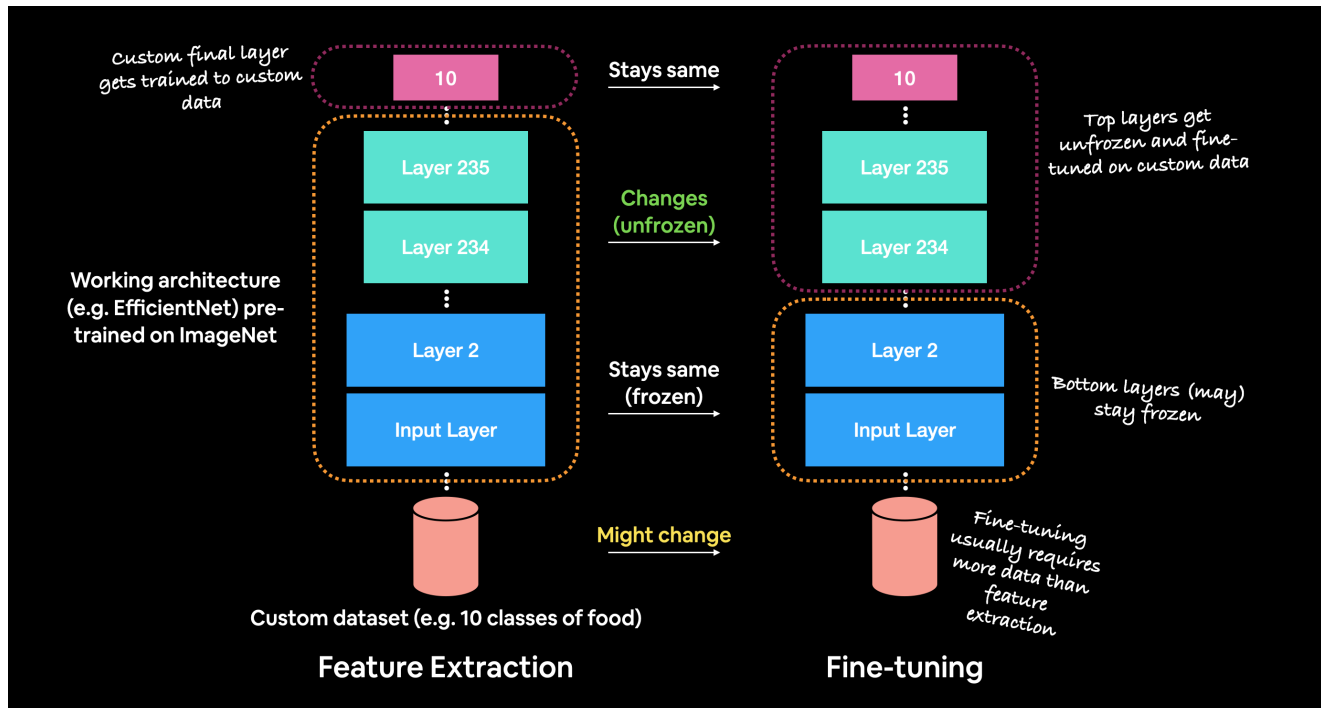 Custom final layer
gets trained to custom
data
10
Stays same
10
Top layers get
unfrozen and fine-
tuned on custom data
Layer 235
Layer 235
Changes
(unfrozen)
Layer 234
Layer 234
Working architecture
(e.g. EfficientNet) pre-
trained on ImageNet
Layer 2
Stays same
(frozen)
Layer 2
Bottom layers (may)
stay frozen
Input Layer
Input Layer
Might change
Fine-tuning
usually requires
more data than
feature
extraction
Custom dataset (e.g. 10 classes of food)
Feature Extraction
Fine-tuning